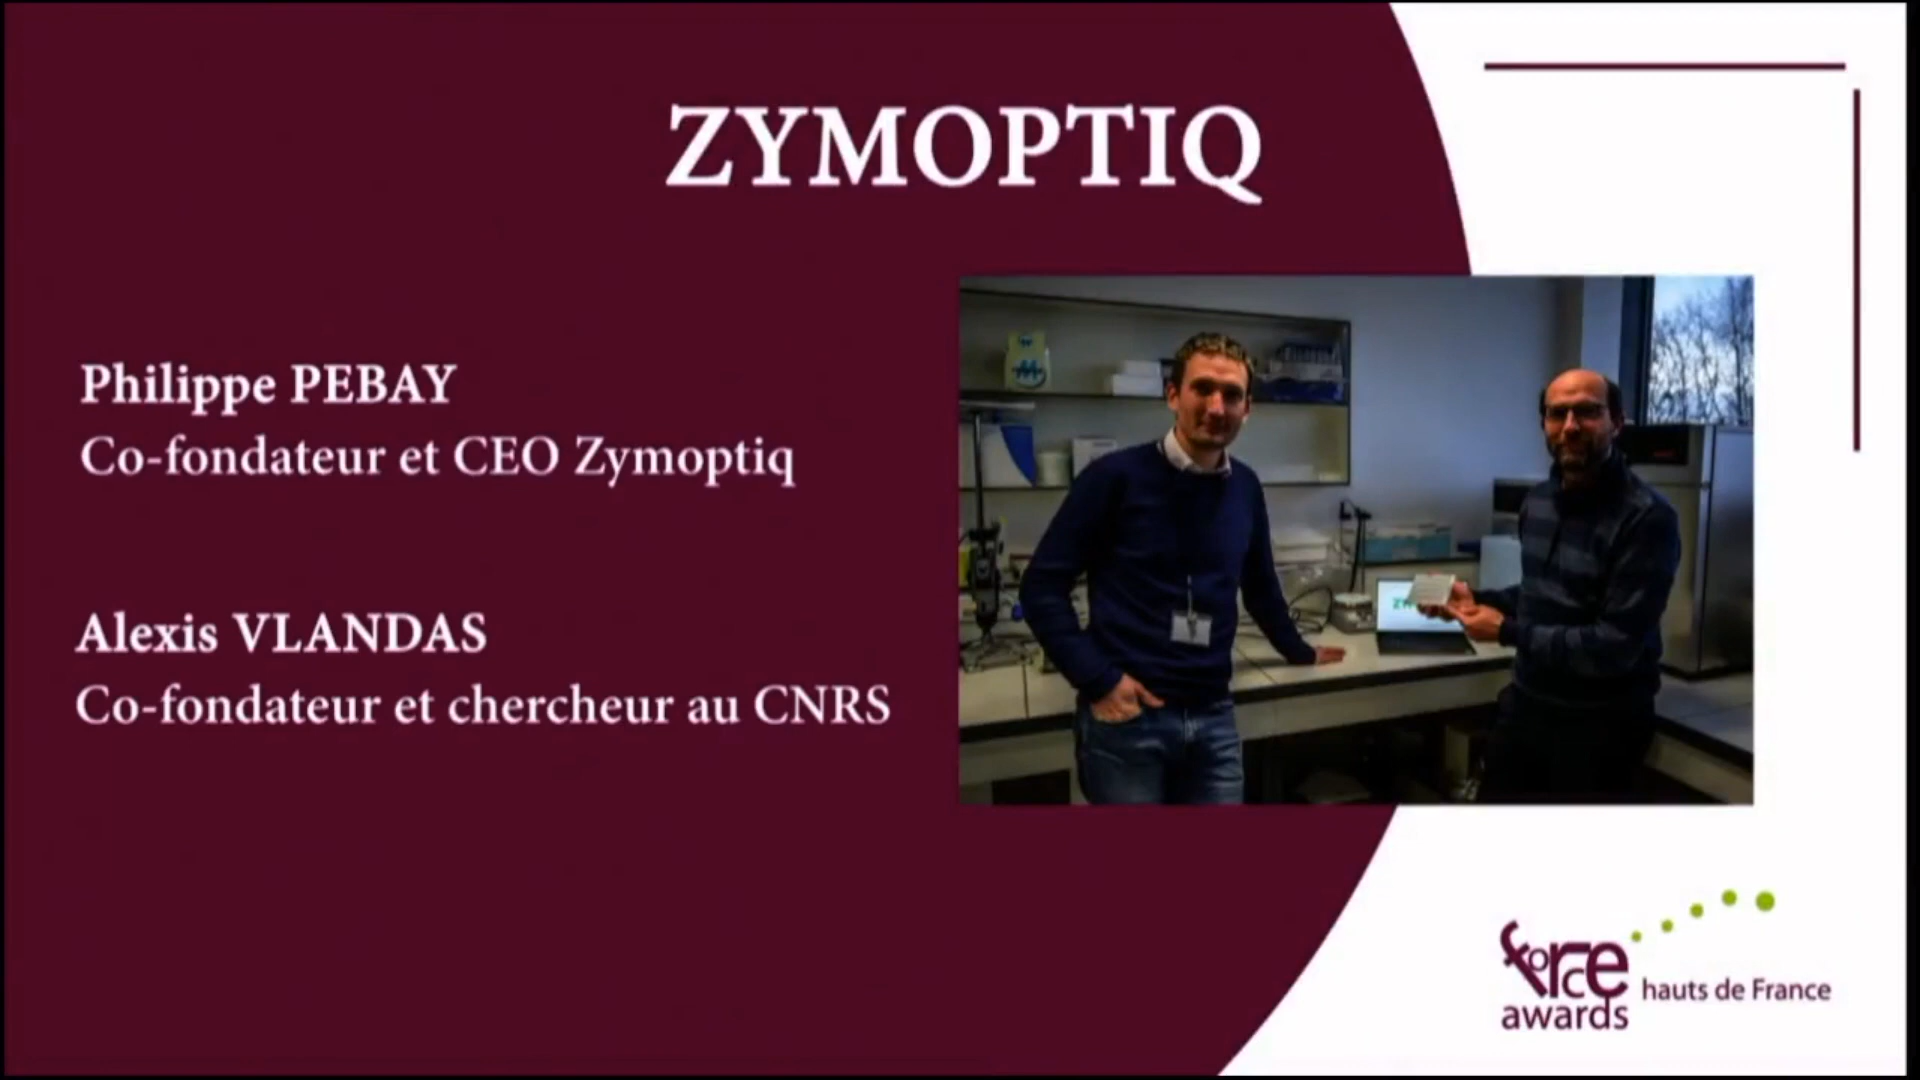 ZYMOPTIQ
Philippe PEBAY
Co-fondateur et CEO Zymoptiq
Alexis VLANDAS
Co-fondateur et chercheur au CNRS
force
awards
hauts de France